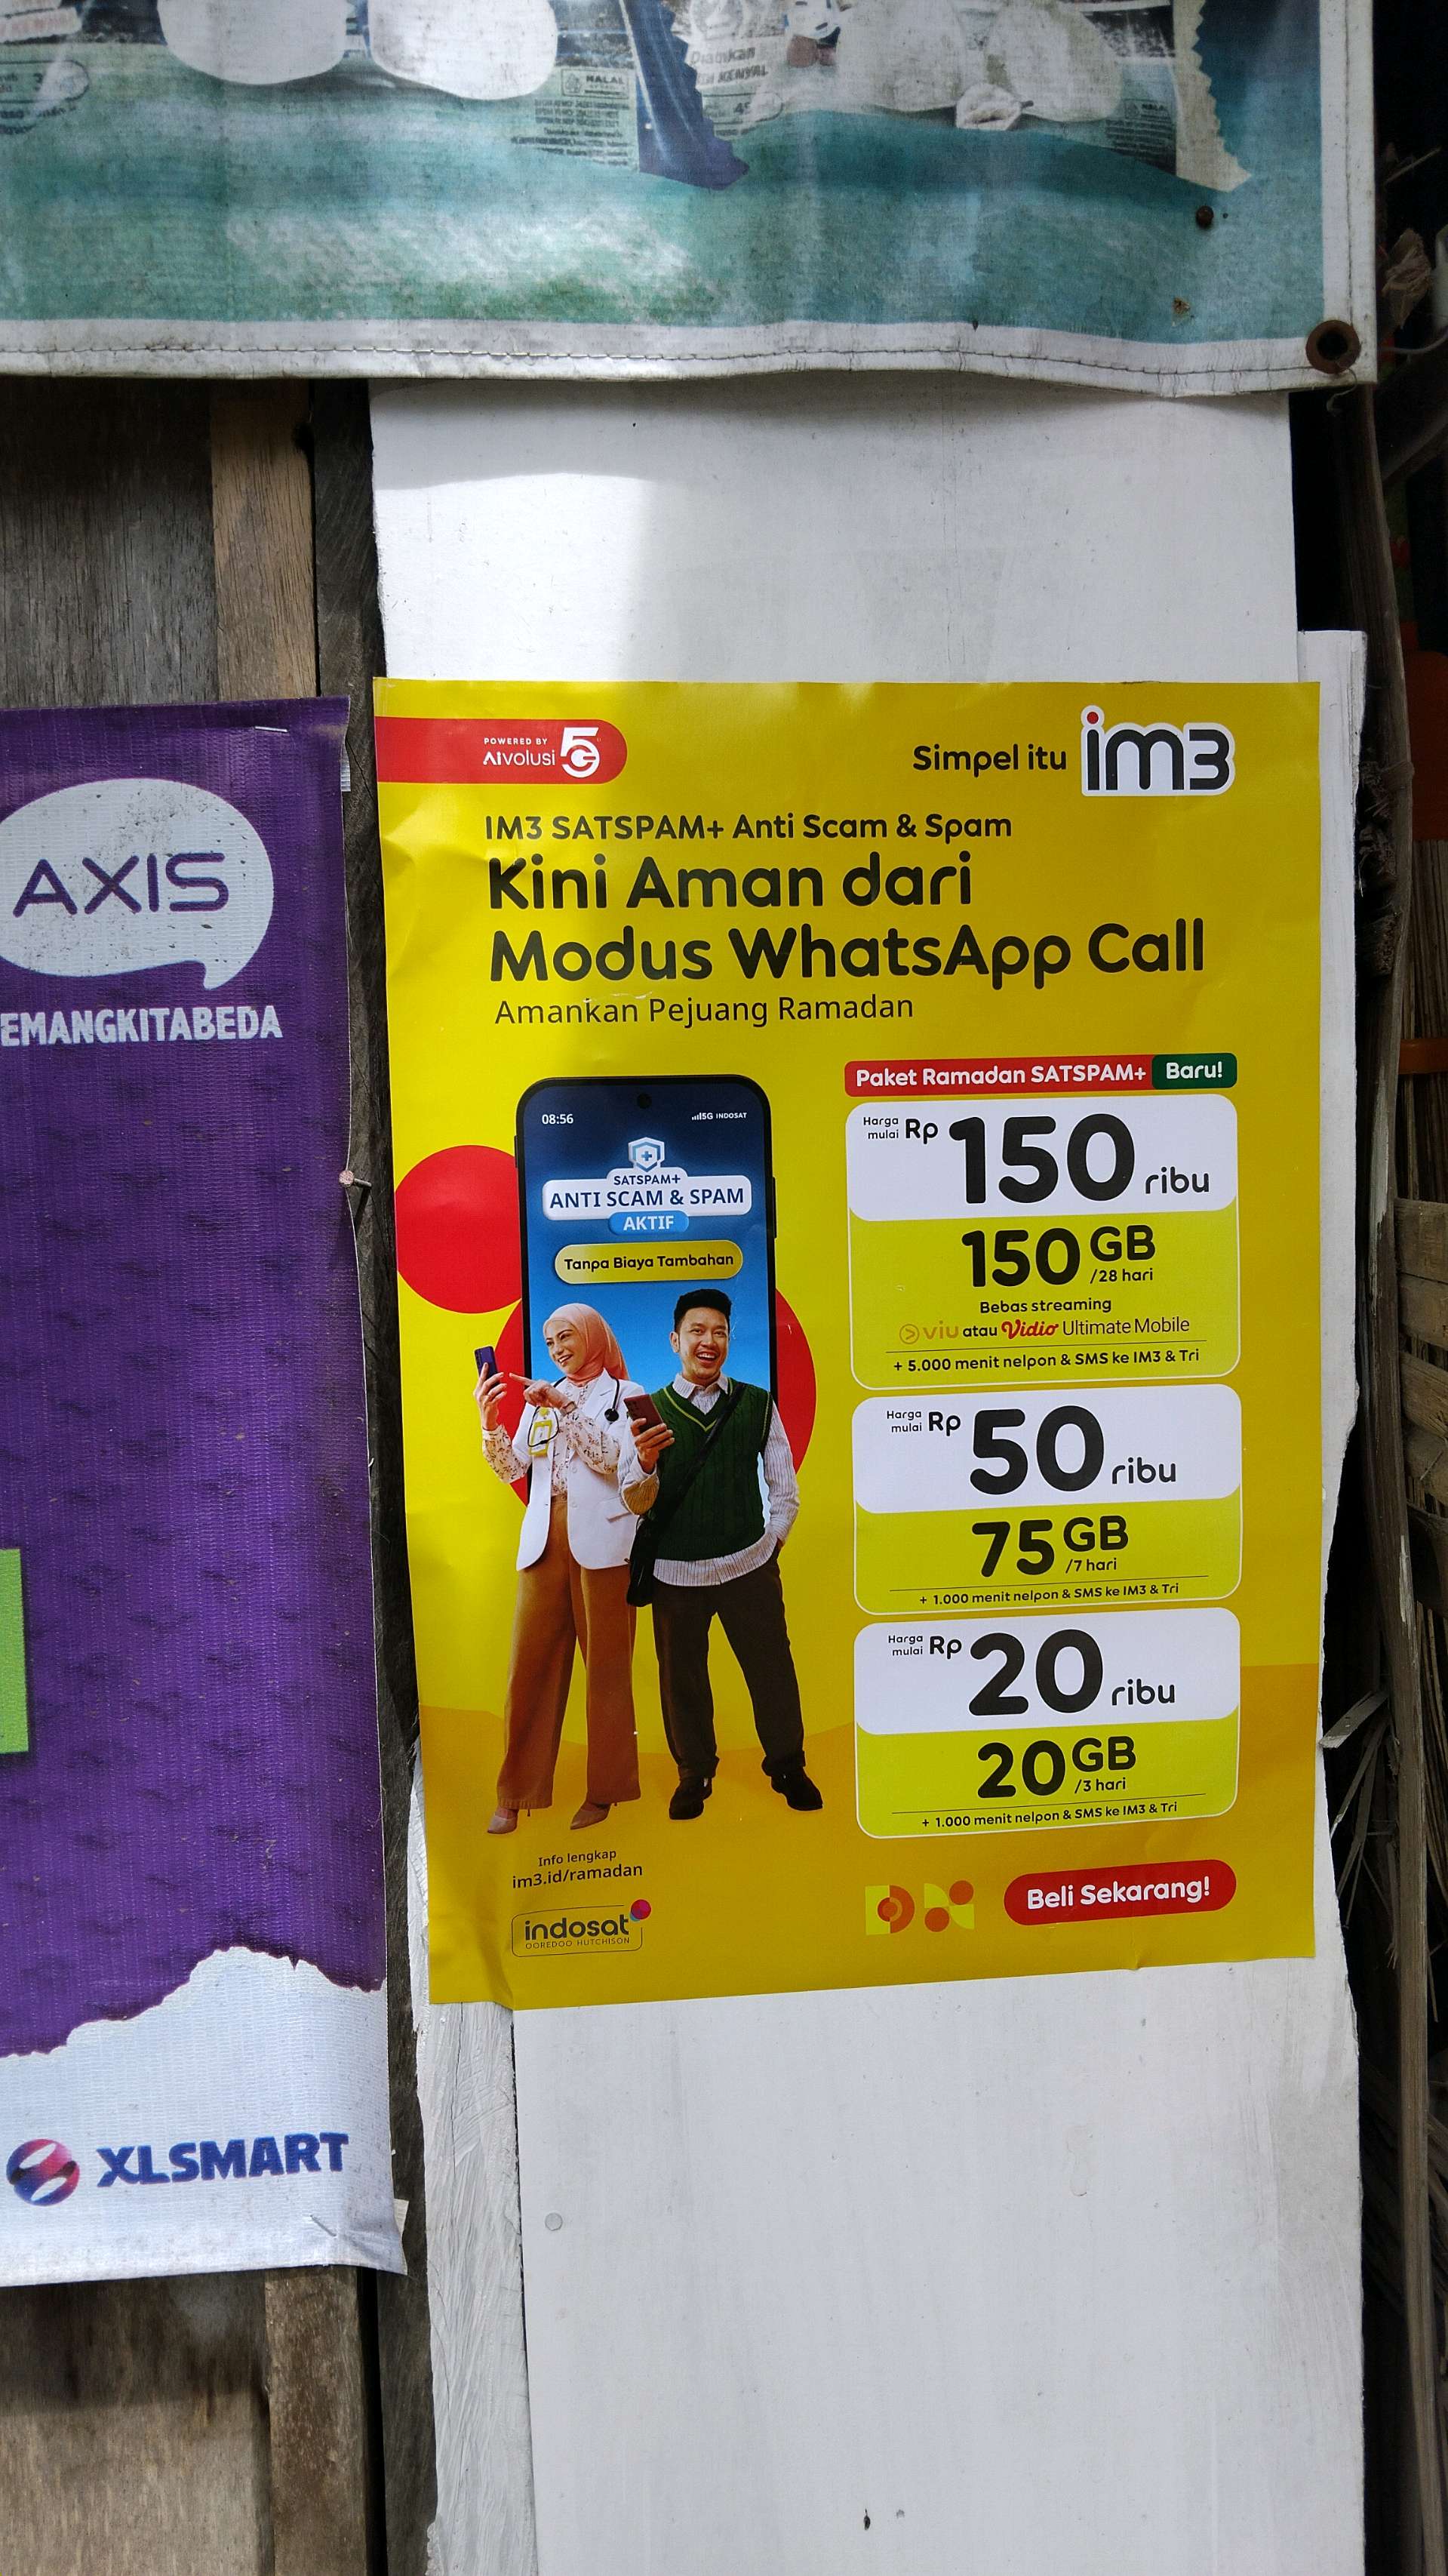 HALAL
HALAL
POWERED BY
AIvolusi 5G
Simpel itu im3
IM3 SATSPAM+ Anti Scam & Spam
Kini Aman dari
Modus WhatsApp Call
Amankan Pejuang Ramadan
08:56
5G INDOSAT
SATSPAM+
ANTI SCAM & SPAM
AKTIF
Tanpa Biaya Tambahan
Paket Ramadan SATSPAM+ Baru!
Harga mulai Rp 150 ribu
150 GB /28 hari
Bebas streaming
viu atau Vidio Ultimate Mobile
+ 5.000 menit nelpon & SMS ke IM3 & Tri
Harga mulai Rp 50 ribu
75 GB /7 hari
+ 1.000 menit nelpon & SMS ke IM3 & Tri
Harga mulai Rp 20 ribu
20 GB /3 hari
+ 1.000 menit nelpon & SMS ke IM3 & Tri
Info lengkap
im3.id/ramadan
indosat
OOREDOO HUTCHISON
Beli Sekarang!
AXIS
EMANGKITABEDA
XLSMART